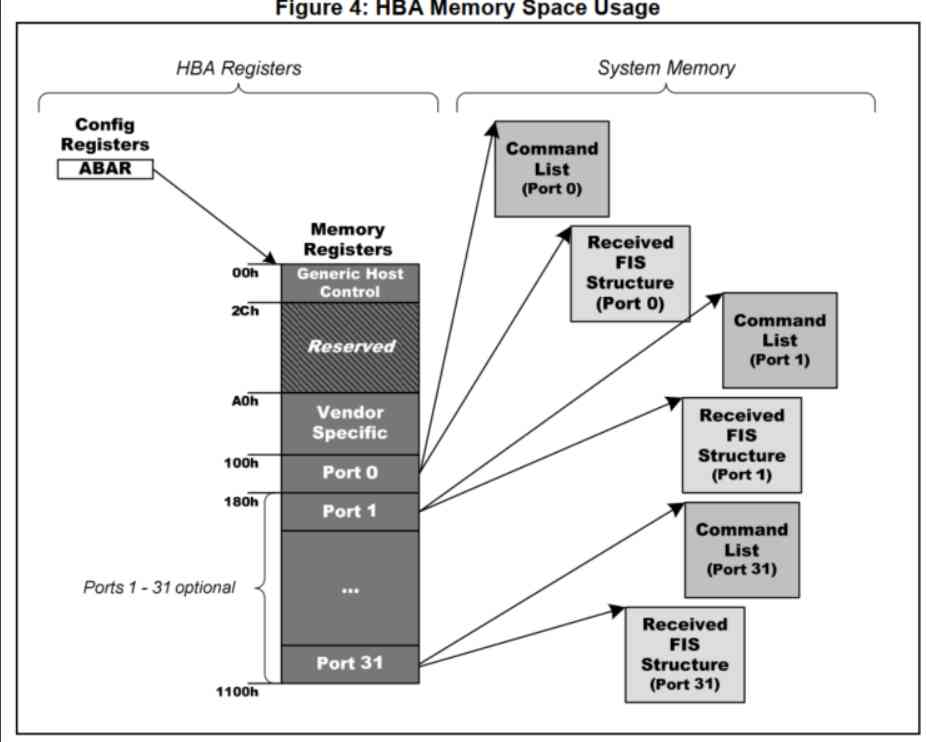 Figure 4: HBA Memory Space Usage
HBA Registers
System Memory
Config
Registers
ABAR
Memory
Registers
00h
Generic Host
Control
2Ch
Reserved
A0h
Vendor
Specific
100h
Port 0
180h
Port 1
Ports 1 - 31 optional
...
Port 31
1100h
Command
List
(Port 0)
Received
FIS
Structure
(Port 0)
Command
List
(Port 1)
Received
FIS
Structure
(Port 1)
Command
List
(Port 31)
Received
FIS
Structure
(Port 31)